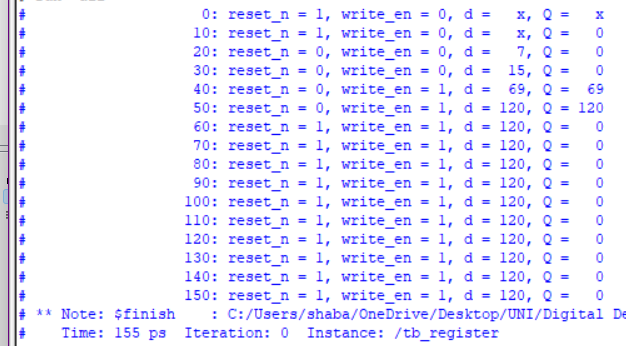 #                    0: reset_n = 1, write_en = 0, d =   x, Q =   x
#                   10: reset_n = 1, write_en = 0, d =   x, Q =   0
#                   20: reset_n = 0, write_en = 0, d =   7, Q =   0
#                   30: reset_n = 0, write_en = 0, d =  15, Q =   0
#                   40: reset_n = 0, write_en = 1, d =  69, Q =  69
#                   50: reset_n = 0, write_en = 1, d = 120, Q = 120
#                   60: reset_n = 1, write_en = 1, d = 120, Q =   0
#                   70: reset_n = 1, write_en = 1, d = 120, Q =   0
#                   80: reset_n = 1, write_en = 1, d = 120, Q =   0
#                   90: reset_n = 1, write_en = 1, d = 120, Q =   0
#                  100: reset_n = 1, write_en = 1, d = 120, Q =   0
#                  110: reset_n = 1, write_en = 1, d = 120, Q =   0
#                  120: reset_n = 1, write_en = 1, d = 120, Q =   0
#                  130: reset_n = 1, write_en = 1, d = 120, Q =   0
#                  140: reset_n = 1, write_en = 1, d = 120, Q =   0
#                  150: reset_n = 1, write_en = 1, d = 120, Q =   0
# ** Note: $finish    : C:/Users/shaba/OneDrive/Desktop/UNI/Digital De
#    Time: 155 ps  Iteration: 0  Instance: /tb_register